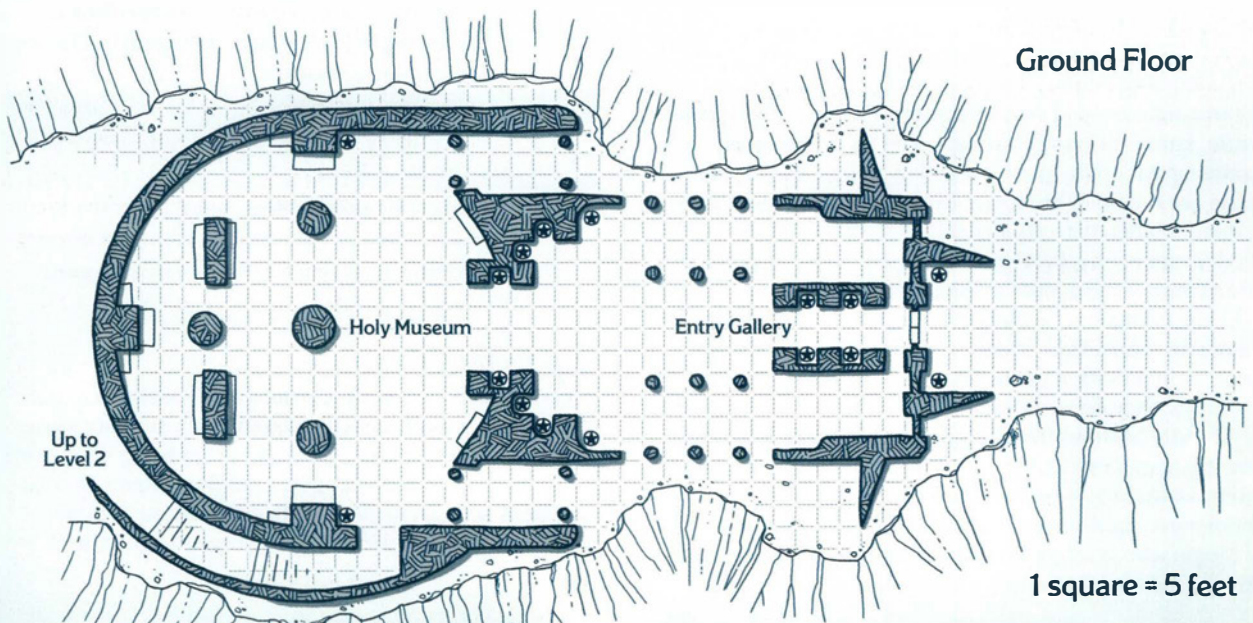 Ground Floor
Holy Museum
Entry Gallery
Up to
Level 2
1 square = 5 feet